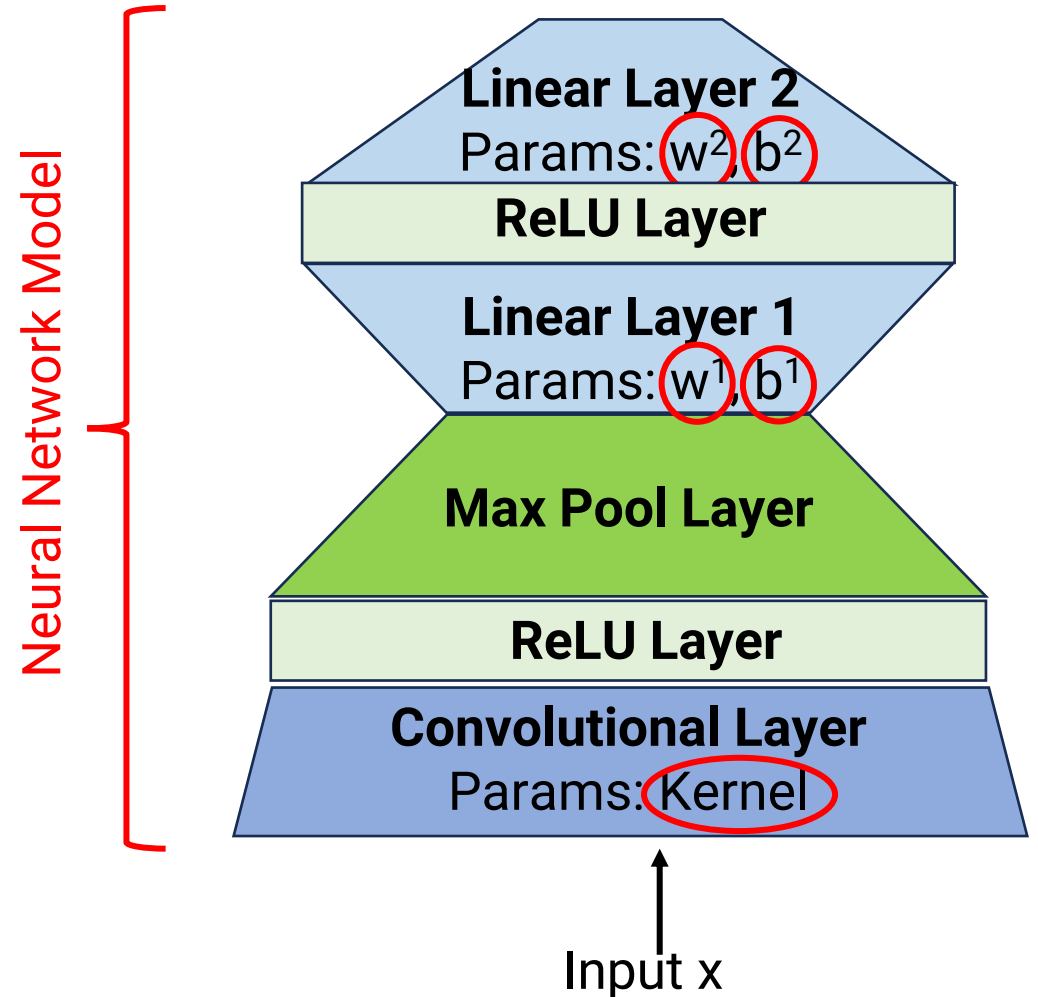 Neural Network Model
Linear Layer 2
Params: w², b²
ReLU Layer
Linear Layer 1
Params: w¹, b¹
Max Pool Layer
ReLU Layer
Convolutional Layer
Params: Kernel
Input x